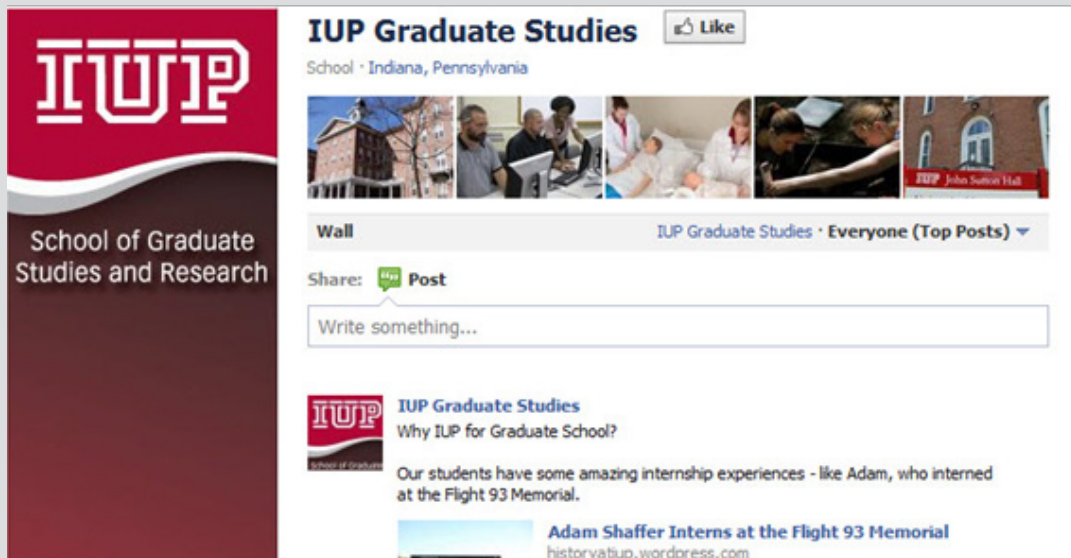 IUP
School of Graduate
Studies and Research
IUP Graduate Studies
Like
School · Indiana, Pennsylvania
IUP John Sutton Hall
Wall
IUP Graduate Studies · Everyone (Top Posts)
Share: Post
Write something...
IUP
School of Graduate
IUP Graduate Studies
Why IUP for Graduate School?
Our students have some amazing internship experiences - like Adam, who interned
at the Flight 93 Memorial.
Adam Shaffer Interns at the Flight 93 Memorial
historyatiup.wordpress.com